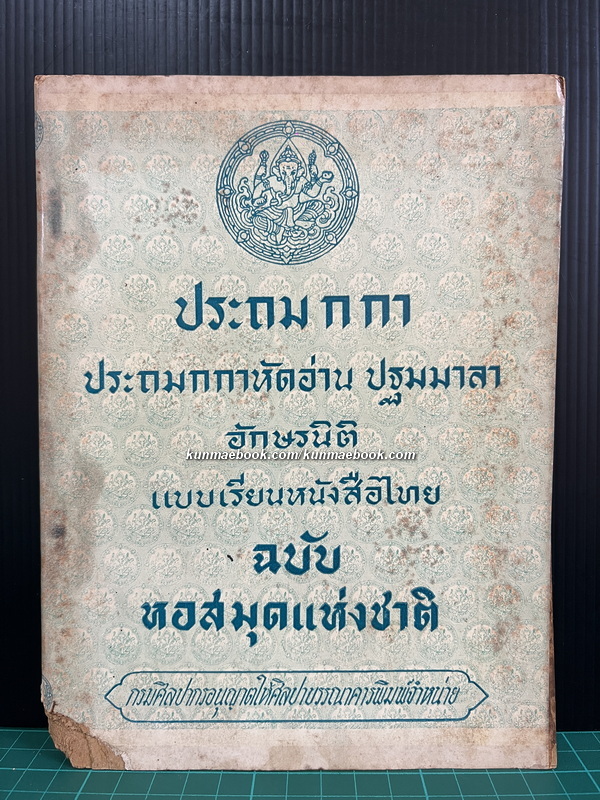 ประถม ก กา
ประถมกกาหัดอ่าน ปฐมมาลา
อักษรนิติ
kunmaebook.com/kunmaebook.com
แบบเรียนหนังสือไทย
ฉบับ
หอสมุดแห่งชาติ
กรมศิลปากรอนุญาตให้ศิลปาบรรณาคารพิมพ์จำหน่าย